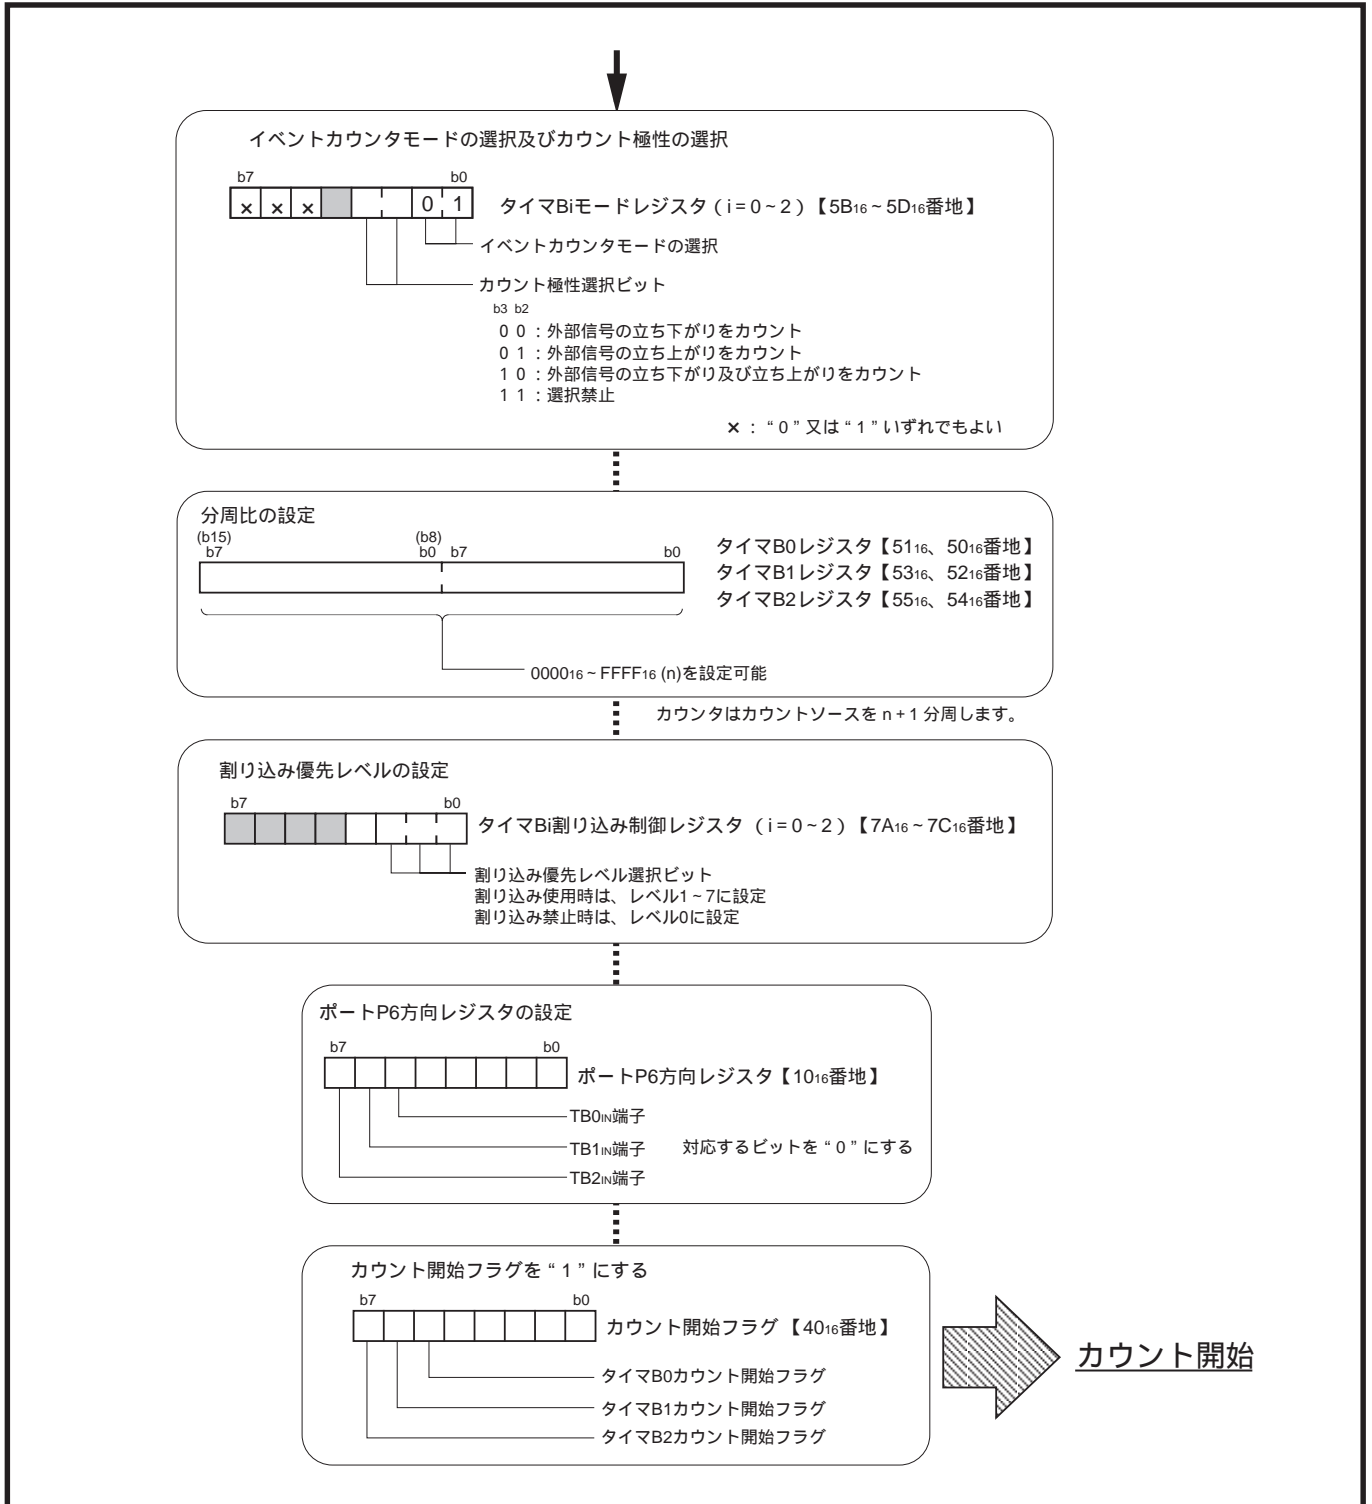 イベントカウンタモードの選択及びカウント極性の選択
b7 b0
× × × 0 1
タイマBiモードレジスタ（i=0~2）【5B16~5D16番地】
イベントカウンタモードの選択
カウント極性選択ビット
b3 b2
0 0：外部信号の立ち下がりをカウント
0 1：外部信号の立ち上がりをカウント
1 0：外部信号の立ち下がり及び立ち上がりをカウント
1 1：選択禁止
×：“0”又は“1”いずれでもよい
分周比の設定
(b15) (b8)
b7 b0 b7 b0
タイマB0レジスタ【5116、5016番地】
タイマB1レジスタ【5316、5216番地】
タイマB2レジスタ【5516、5416番地】
000016~FFFF16 (n)を設定可能
カウンタはカウントソースを n+1 分周します。
割り込み優先レベルの設定
b7 b0
タイマBi割り込み制御レジスタ（i=0~2）【7A16~7C16番地】
割り込み優先レベル選択ビット
割り込み使用時は、レベル1~7に設定
割り込み禁止時は、レベル0に設定
ポートP6方向レジスタの設定
b7 b0
ポートP6方向レジスタ【1016番地】
TB0IN端子
TB1IN端子 対応するビットを“0”にする
TB2IN端子
カウント開始フラグを“1”にする
b7 b0
カウント開始フラグ【4016番地】
タイマB0カウント開始フラグ
タイマB1カウント開始フラグ
タイマB2カウント開始フラグ
カウント開始